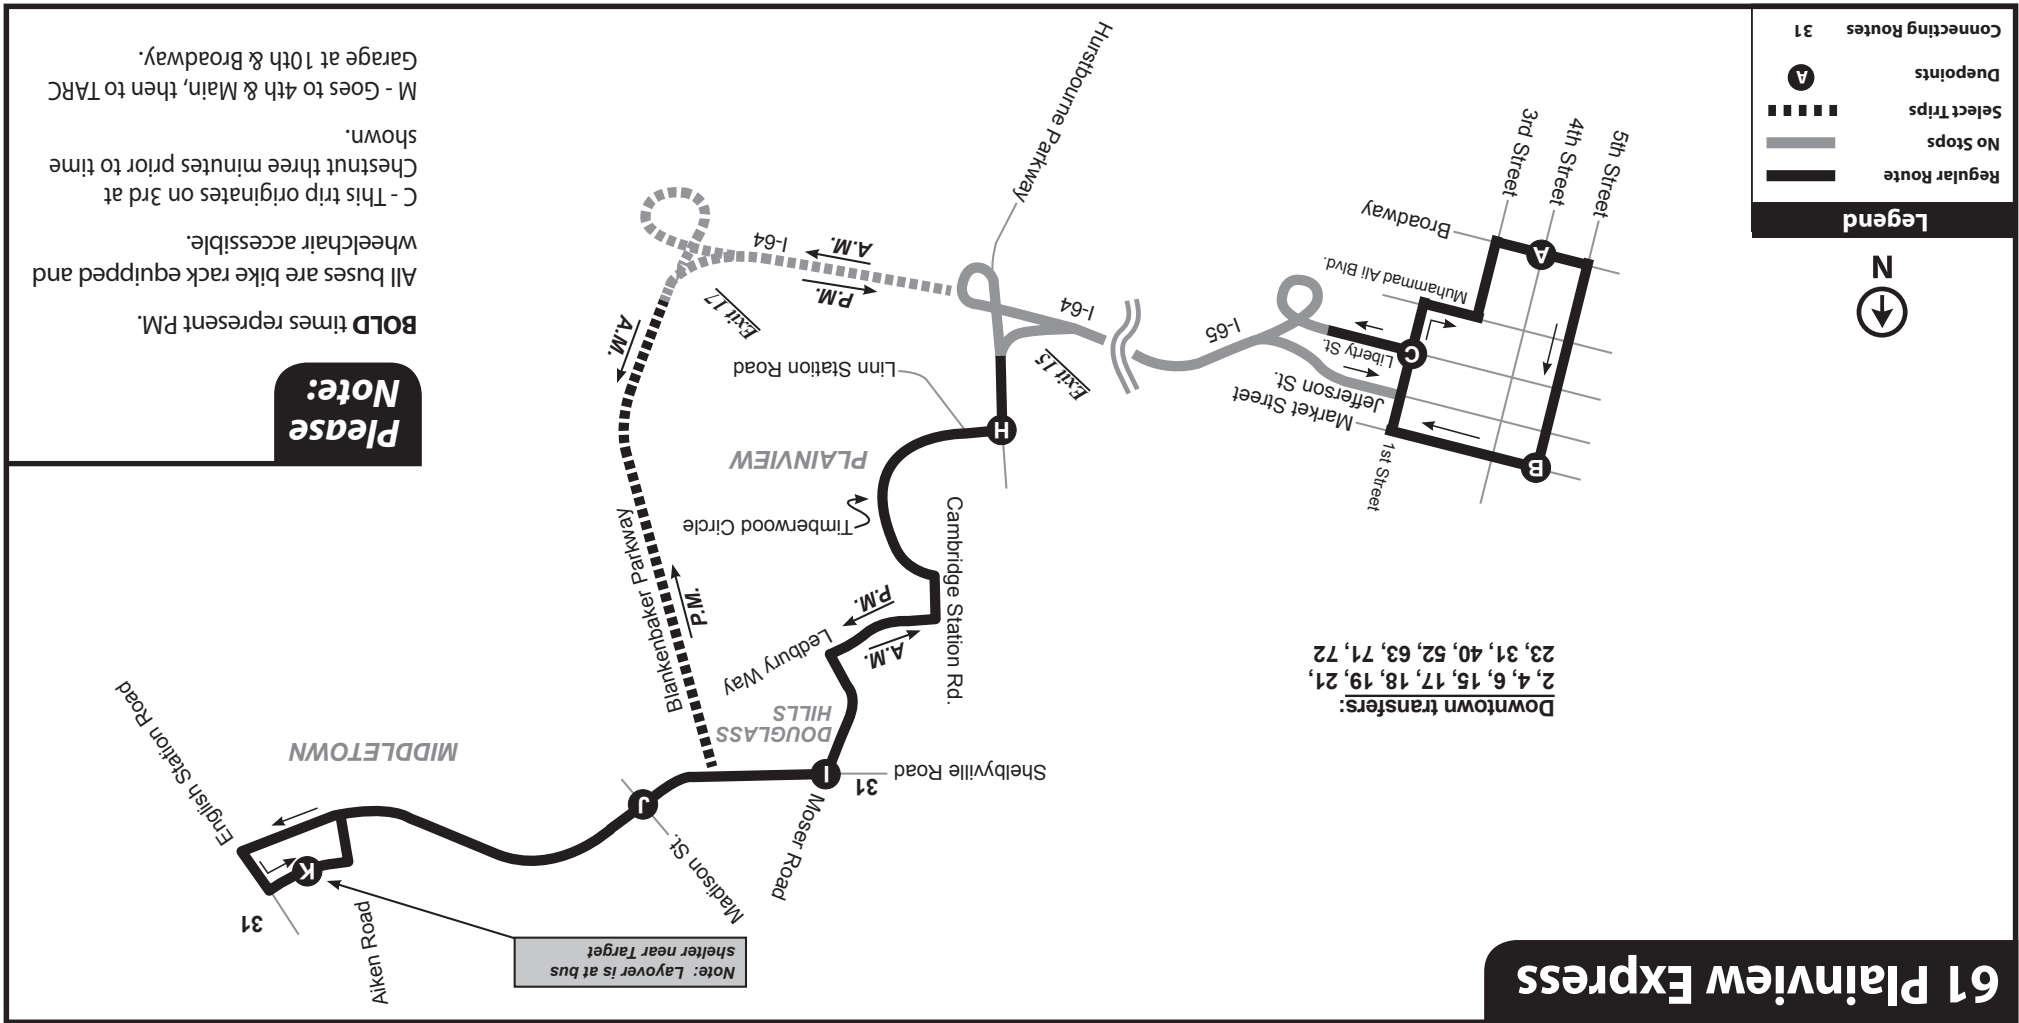 61 Plainview Express
Note: Layover is at bus
shelter near Target
Aiken Road
31
K
English Station Road
MIDDLETOWN
Madison St.
J
Moser Road
31
I
Shelbyville Road
DOUGLASS
HILLS
Ledbury Way
A.M.
P.M.
Cambridge Station Rd.
Blankenbaker Parkway
P.M.
A.M.
Timberwood Circle
PLAINVIEW
H
Linn Station Road
Exit 15
Exit 17
I-64
P.M.
A.M.
I-64
Hurstbourne Parkway
I-65
Downtown transfers:
2, 4, 6, 15, 17, 18, 19, 21,
23, 31, 40, 52, 63, 71, 72
1st Street
B
Market Street
Jefferson St.
Liberty St.
C
Muhammad Ali Blvd.
A
Broadway
3rd Street
4th Street
5th Street
N
Legend
Regular Route
No Stops
Select Trips
Duepoints A
Connecting Routes 31
Please
Note:
BOLD times represent P.M.
All buses are bike rack equipped and
wheelchair accessible.
C - This trip originates on 3rd at
Chestnut three minutes prior to time
shown.
M - Goes to 4th & Main, then to TARC
Garage at 10th & Broadway.